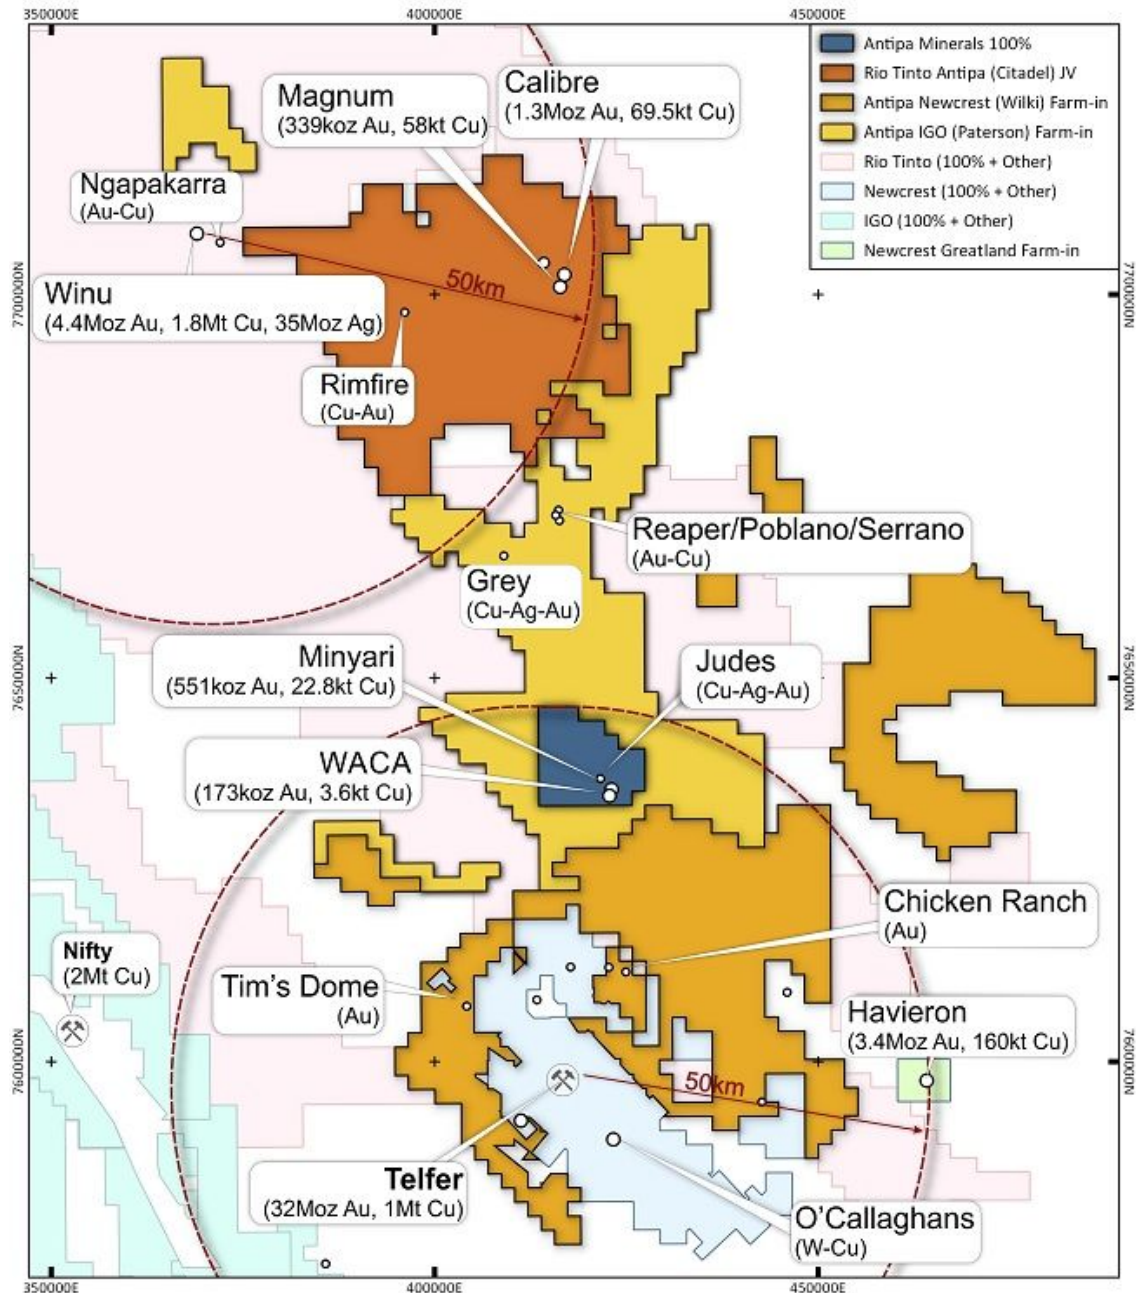 350000E
400000E
450000E
Antipa Minerals 100%
Rio Tinto Antipa (Citadel) JV
Antipa Newcrest (Wilki) Farm-in
Antipa IGO (Paterson) Farm-in
Rio Tinto (100% + Other)
Newcrest (100% + Other)
IGO (100% + Other)
Newcrest Greatland Farm-in
Calibre
(1.3Moz Au, 69.5kt Cu)
Magnum
(339koz Au, 58kt Cu)
Ngapakarra
(Au-Cu)
7700000N
7700000N
50km
Winu
(4.4Moz Au, 1.8Mt Cu, 35Moz Ag)
Rimfire
(Cu-Au)
Reaper/Poblano/Serrano
(Au-Cu)
Grey
(Cu-Ag-Au)
Minyari
(551koz Au, 22.8kt Cu)
Judes
(Cu-Ag-Au)
7650000N
7650000N
WACA
(173koz Au, 3.6kt Cu)
Chicken Ranch
(Au)
Nifty
(2Mt Cu)
Tim's Dome
(Au)
Havieron
(3.4Moz Au, 160kt Cu)
7600000N
7600000N
50km
Telfer
(32Moz Au, 1Mt Cu)
O'Callaghans
(W-Cu)
350000E
400000E
450000E